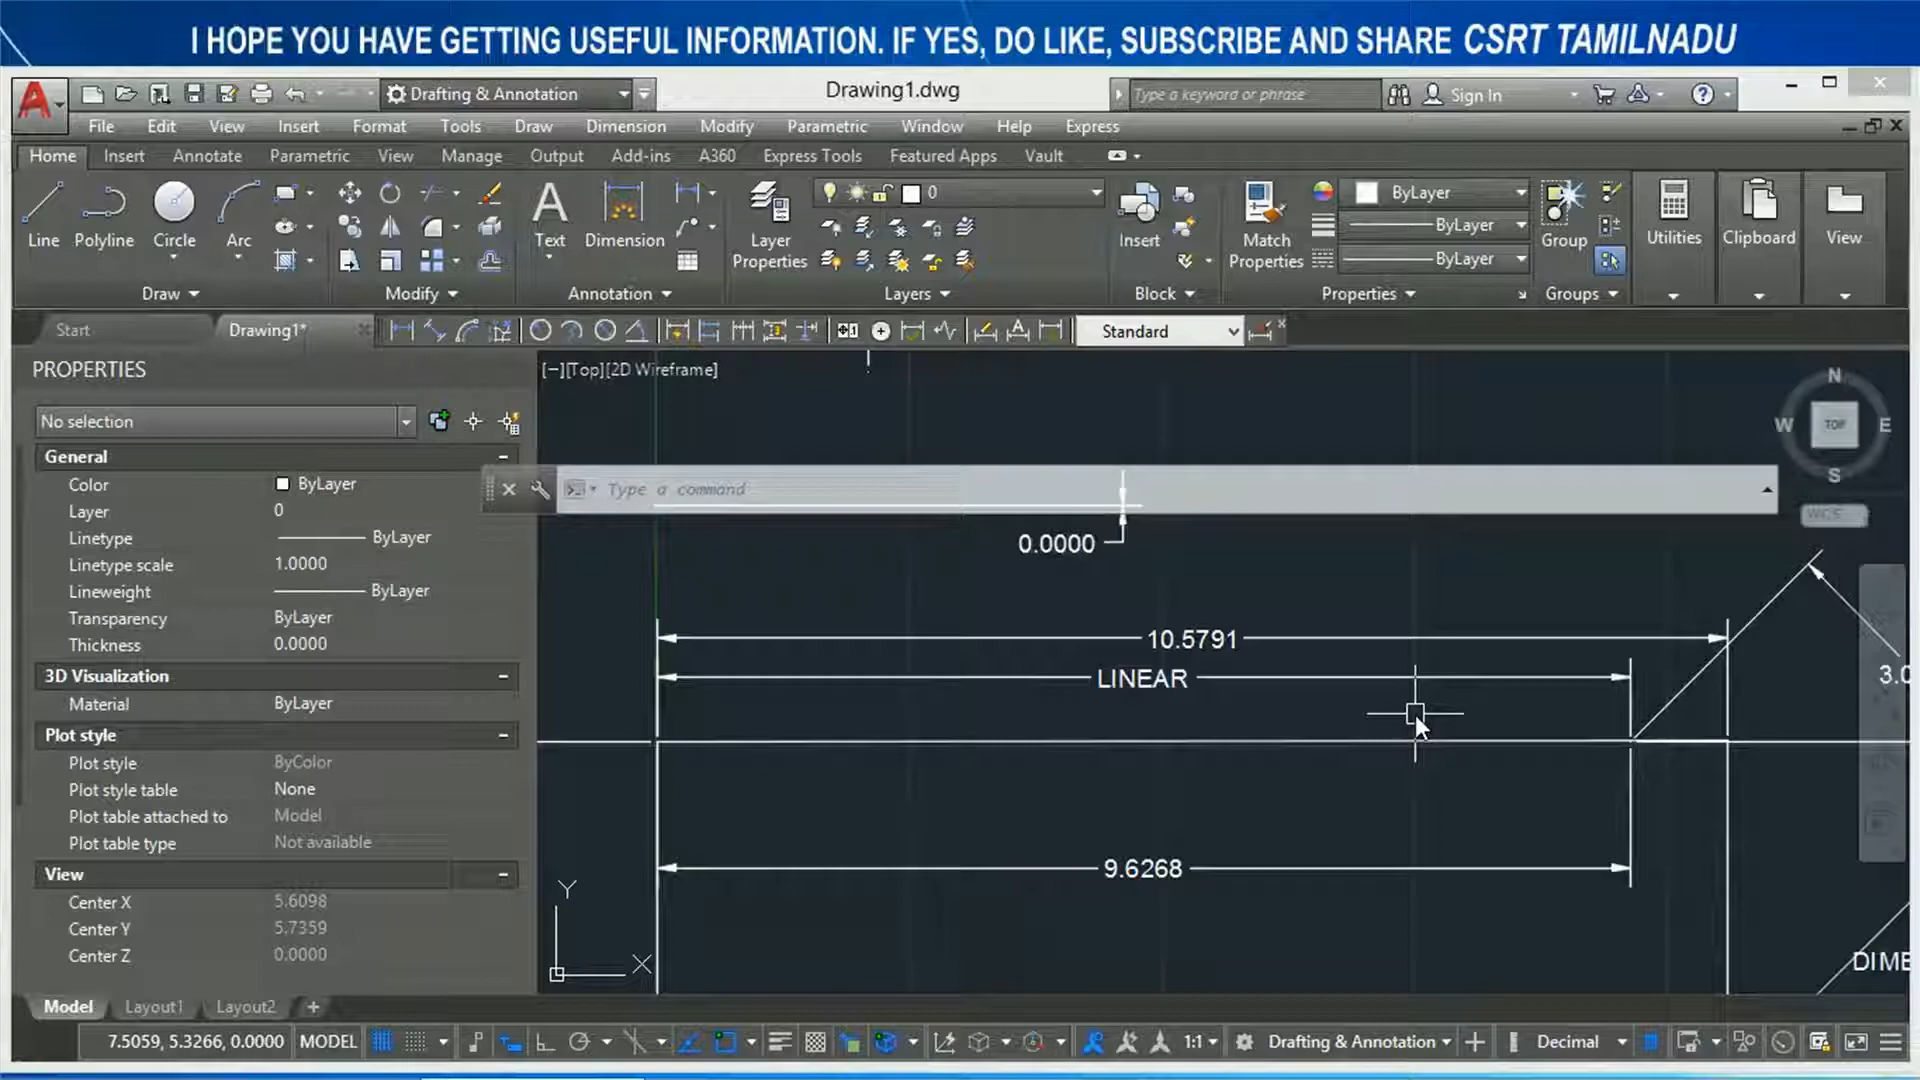 I HOPE YOU HAVE GETTING USEFUL INFORMATION. IF YES, DO LIKE, SUBSCRIBE AND SHARE CSRT TAMILNADU
Drafting & Annotation
Drawing1.dwg
Type a keyword or phrase
Sign In
File Edit View Insert Format Tools Draw Dimension Modify Parametric Window Help Express
Home Insert Annotate Parametric View Manage Output Add-ins A360 Express Tools Featured Apps Vault
0
ByLayer
ByLayer
ByLayer
Line Polyline Circle Arc
Text Dimension
Layer Properties
Insert
Match Properties
Group
Utilities Clipboard View
Draw Modify Annotation Layers Block Properties Groups
Start Drawing1*
Standard
PROPERTIES
[−][Top][2D Wireframe]
No selection
General
Color ByLayer
Layer 0
Linetype ByLayer
Linetype scale 1.0000
Lineweight ByLayer
Transparency ByLayer
Thickness 0.0000
3D Visualization
Material ByLayer
Plot style
Plot style ByColor
Plot style table None
Plot table attached to Model
Plot table type Not available
View
Center X 5.6098
Center Y 5.7359
Center Z 0.0000
N
W TOP E
S
WCS
Type a command
0.0000
10.5791
LINEAR
9.6268
Y
X
Model Layout1 Layout2 +
7.5059, 5.3266, 0.0000 MODEL
1:1
Drafting & Annotation
Decimal